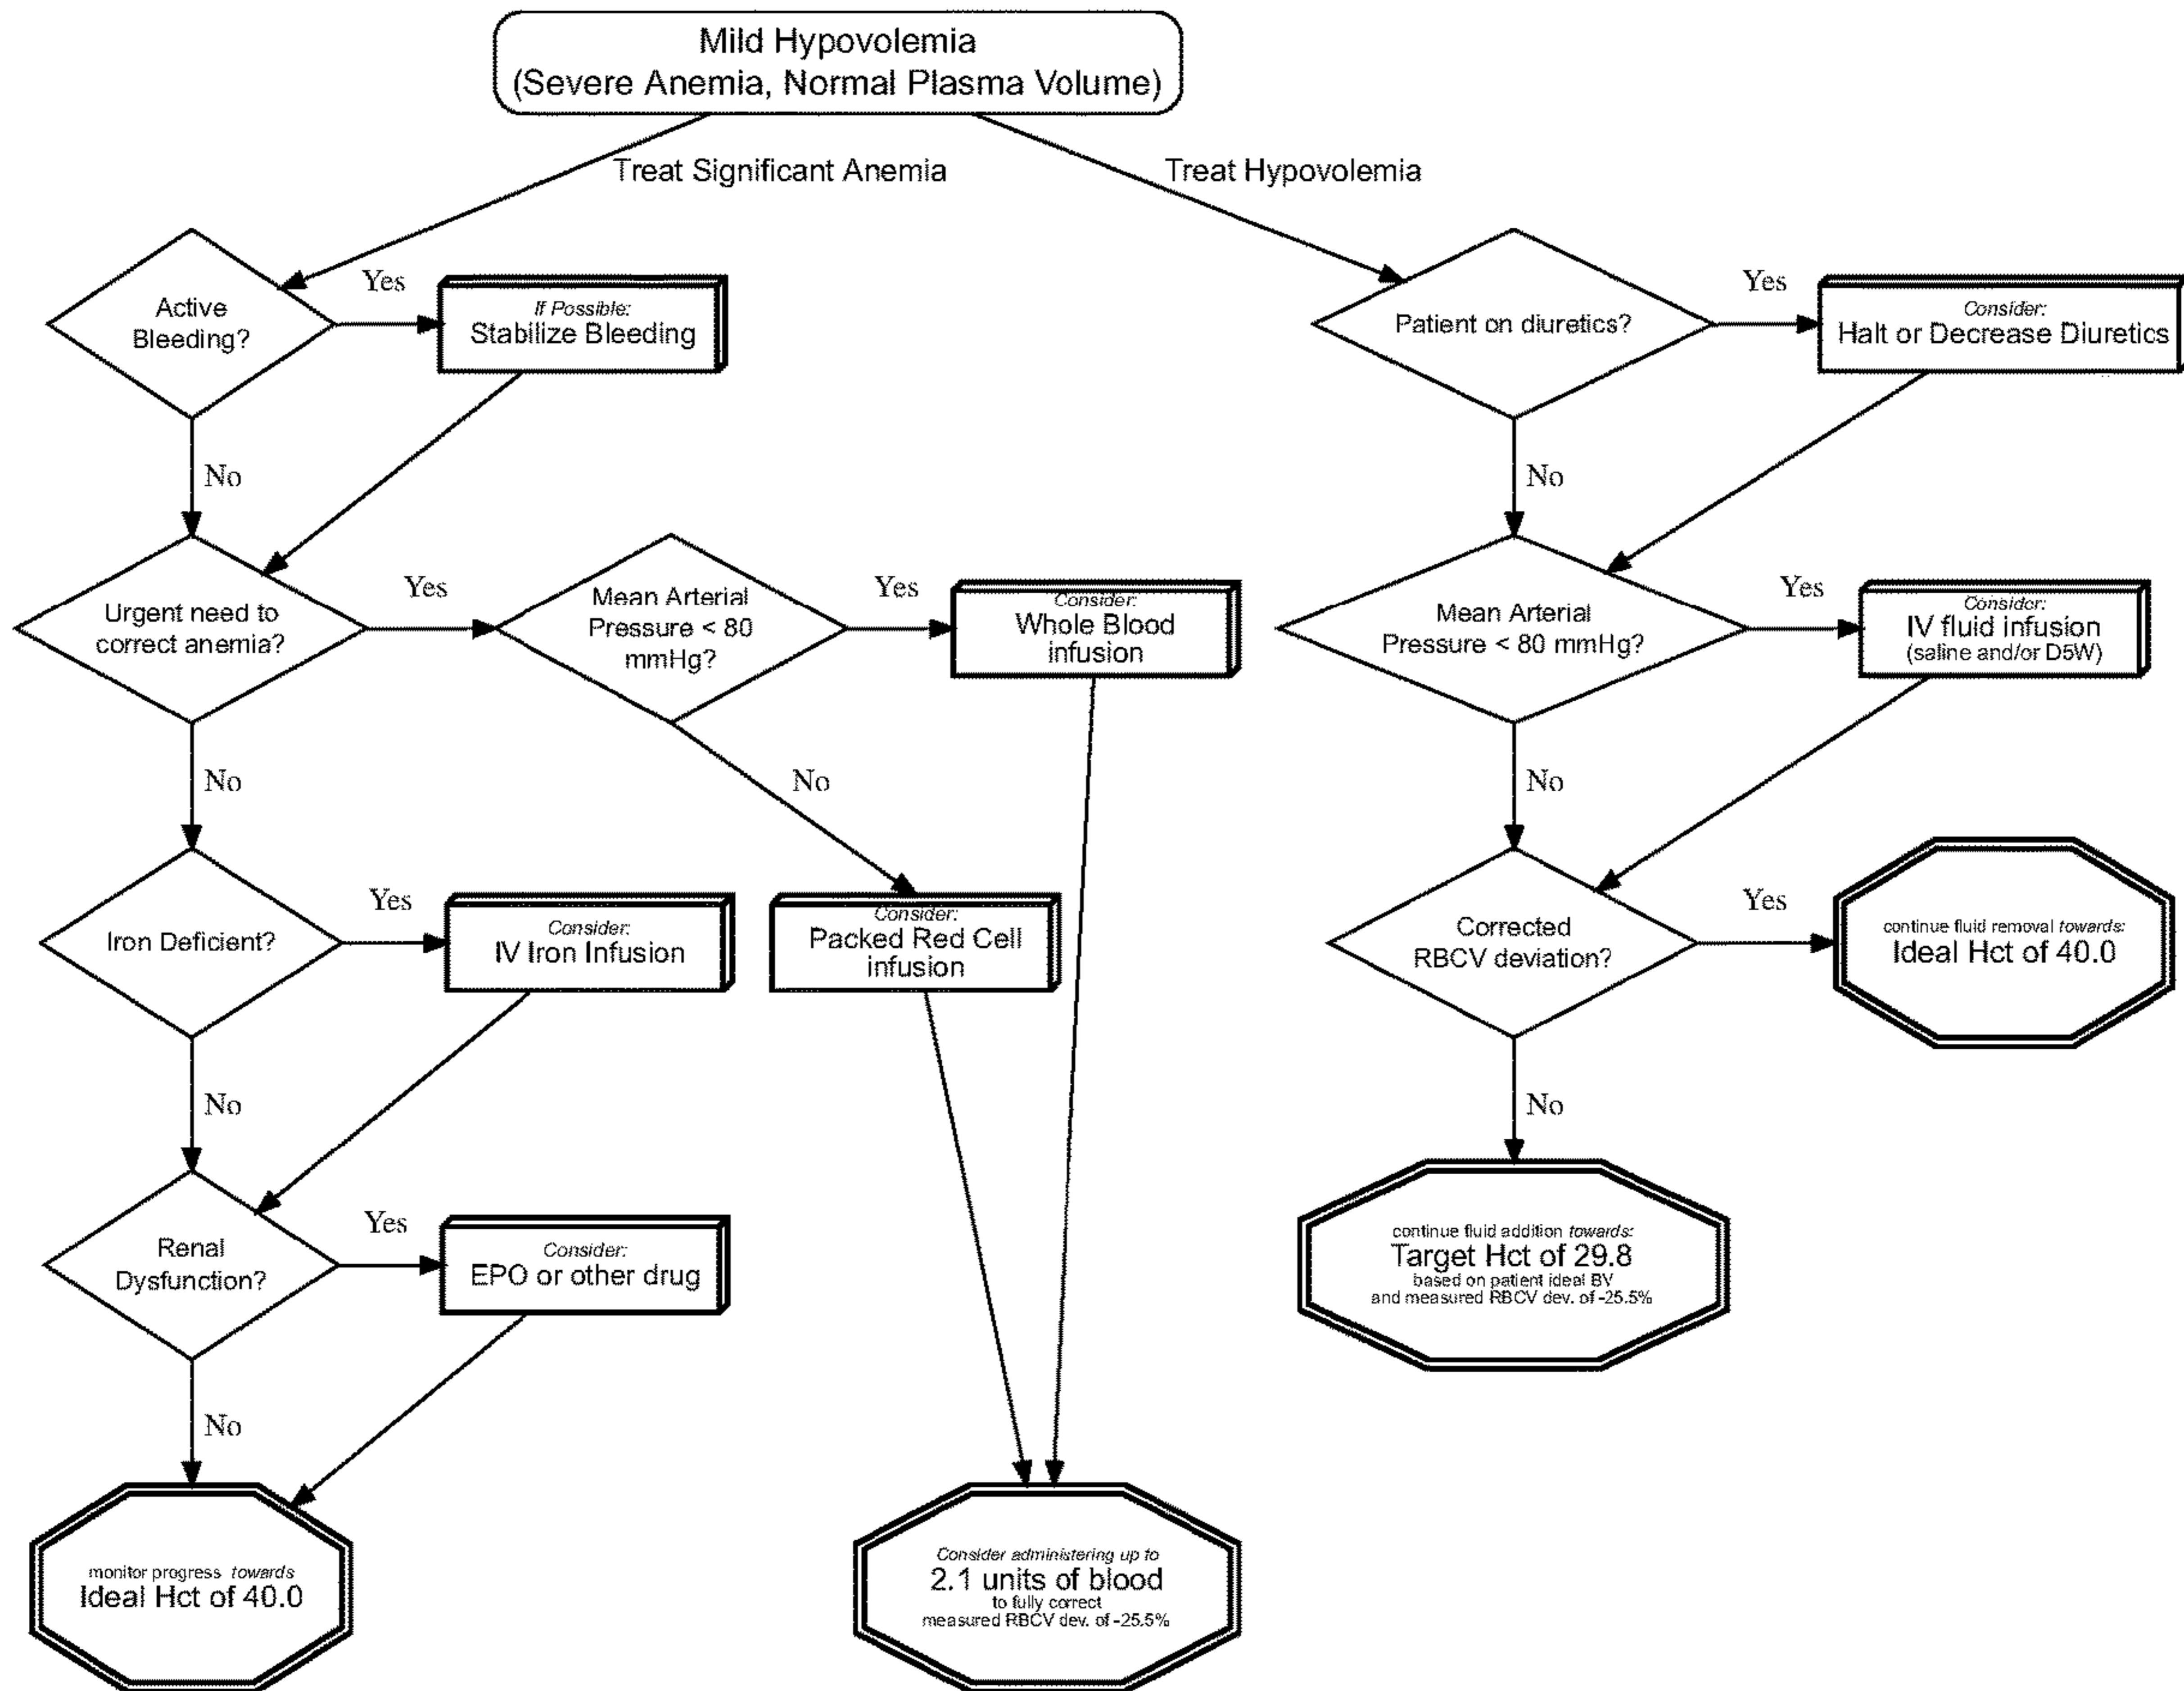 Mild Hypovolemia
(Severe Anemia, Normal Plasma Volume)
Treat Significant Anemia
Treat Hypovolemia
Active
Bleeding?
Yes
If Possible:
Stabilize Bleeding
Patient on diuretics?
Yes
Consider:
Halt or Decrease Diuretics
No
No
Urgent need to
correct anemia?
Yes
Mean Arterial
Pressure < 80
mmHg?
Yes
Consider:
Whole Blood
infusion
Mean Arterial
Pressure < 80 mmHg?
Yes
Consider:
IV fluid infusion
(saline and/or D5W)
No
No
No
Iron Deficient?
Yes
Consider:
IV Iron Infusion
Consider:
Packed Red Cell
infusion
Corrected
RBCV deviation?
Yes
continue fluid removal towards:
Ideal Hct of 40.0
No
No
Renal
Dysfunction?
Yes
Consider:
EPO or other drug
continue fluid addition towards:
Target Hct of 29.8
based on patient ideal BV
and measured RBCV dev. of -25.5%
No
monitor progress towards
Ideal Hct of 40.0
Consider administering up to
2.1 units of blood
to fully correct
measured RBCV dev. of -25.5%